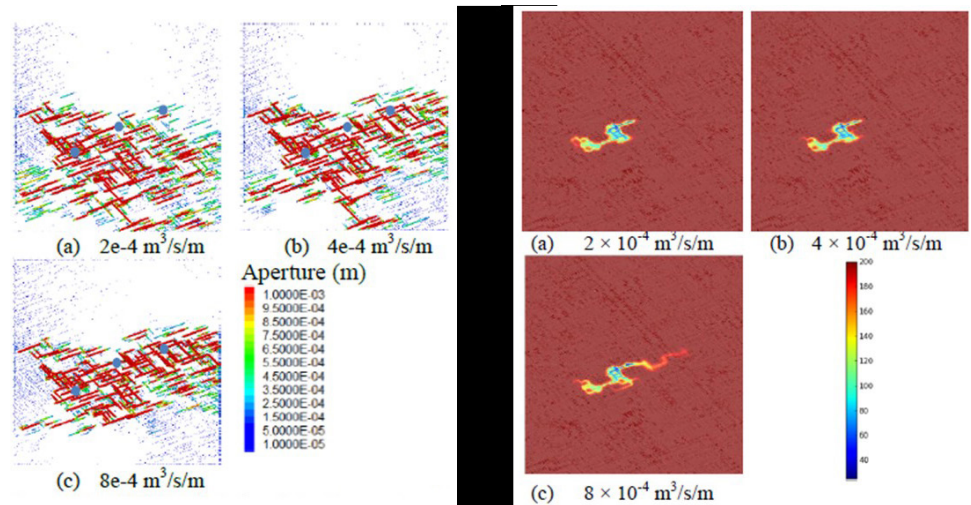 (a) 2e-4 m³/s/m
(b) 4e-4 m³/s/m
Aperture (m)
1.0000E-03
9.5000E-04
8.5000E-04
7.5000E-04
6.5000E-04
5.5000E-04
4.5000E-04
3.5000E-04
2.5000E-04
1.5000E-04
5.0000E-05
1.0000E-05
(c) 8e-4 m³/s/m
(a) 2 × 10⁻⁴ m³/s/m
(b) 4 × 10⁻⁴ m³/s/m
200
180
160
140
120
100
80
60
40
(c) 8 × 10⁻⁴ m³/s/m